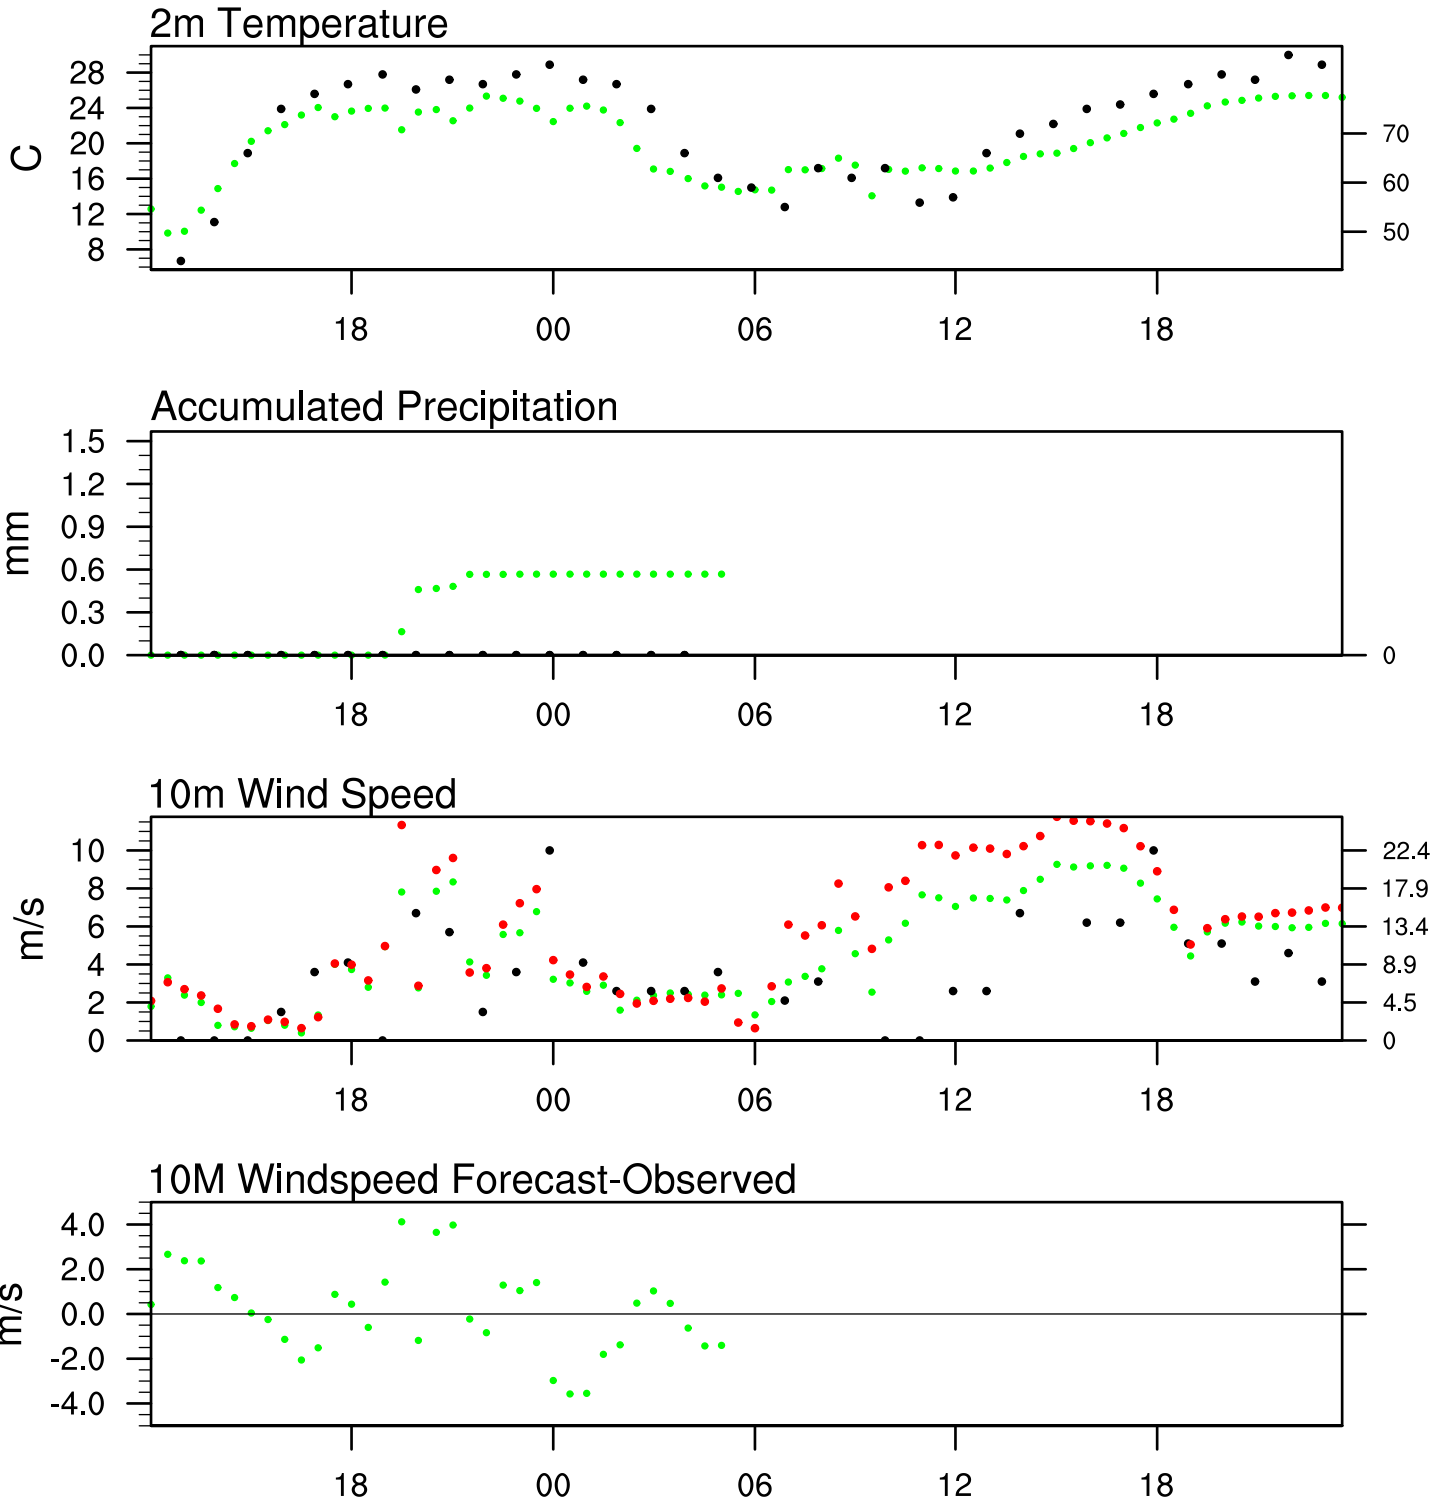 2m Temperature
28
24
20
16
12
8
C
70
60
50
18 00 06 12 18
Accumulated Precipitation
1.5
1.2
0.9
0.6
0.3
0.0
mm
0
18 00 06 12 18
10m Wind Speed
10
8
6
4
2
0
m/s
22.4
17.9
13.4
8.9
4.5
0
18 00 06 12 18
10M Windspeed Forecast-Observed
4.0
2.0
0.0
-2.0
-4.0
m/s
18 00 06 12 18